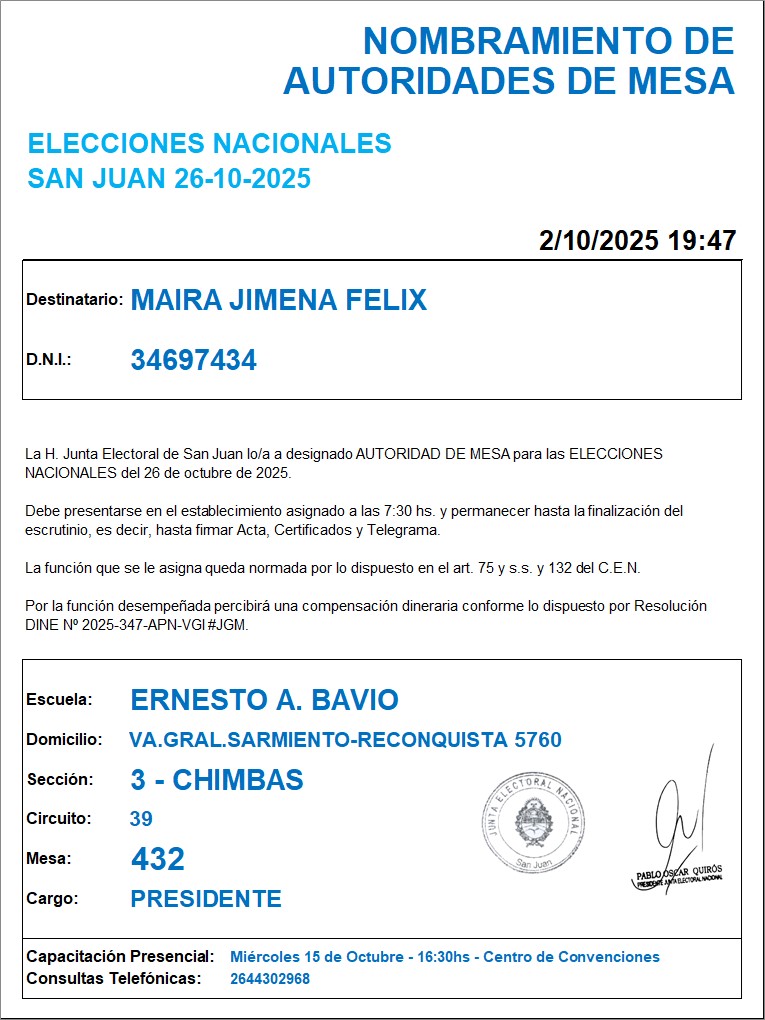 NOMBRAMIENTO DE
AUTORIDADES DE MESA
ELECCIONES NACIONALES
SAN JUAN 26-10-2025
2/10/2025 19:47
Destinatario: MAIRA JIMENA FELIX
D.N.I.: 34697434
La H. Junta Electoral de San Juan lo/a a designado AUTORIDAD DE MESA para las ELECCIONES
NACIONALES del 26 de octubre de 2025.
Debe presentarse en el establecimiento asignado a las 7:30 hs. y permanecer hasta la finalización del
escrutinio, es decir, hasta firmar Acta, Certificados y Telegrama.
La función que se le asigna queda normada por lo dispuesto en el art. 75 y s.s. y 132 del C.E.N.
Por la función desempeñada percibirá una compensación dineraria conforme lo dispuesto por Resolución
DINE Nº 2025-347-APN-VGI#JGM.
Escuela: ERNESTO A. BAVIO
Domicilio: VA.GRAL.SARMIENTO-RECONQUISTA 5760
Sección: 3 - CHIMBAS
Circuito: 39
Mesa: 432
Cargo: PRESIDENTE
JUNTA ELECTORAL NACIONAL
San Juan
PABLO OSCAR QUIRÓS
PRESIDENTE JUNTA ELECTORAL NACIONAL
Capacitación Presencial: Miércoles 15 de Octubre - 16:30hs - Centro de Convenciones
Consultas Telefónicas: 2644302968